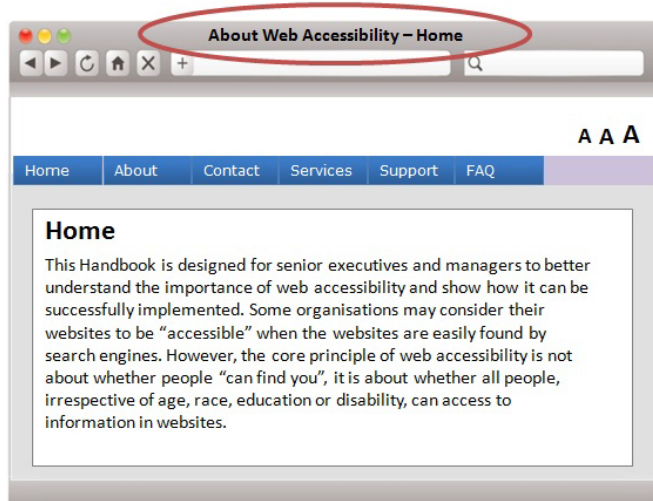 About Web Accessibility – Home
A A A
Home About Contact Services Support FAQ
Home
This Handbook is designed for senior executives and managers to better
understand the importance of web accessibility and show how it can be
successfully implemented. Some organisations may consider their
websites to be “accessible” when the websites are easily found by
search engines. However, the core principle of web accessibility is not
about whether people “can find you”, it is about whether all people,
irrespective of age, race, education or disability, can access to
information in websites.